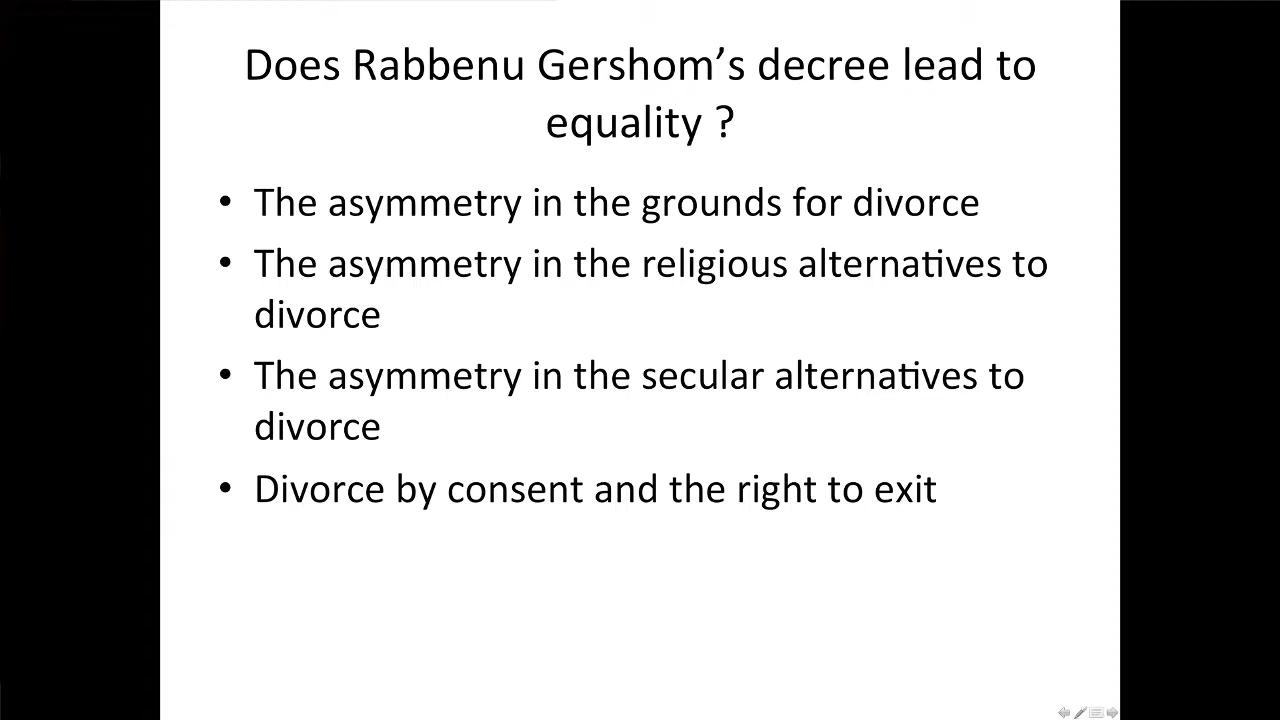 Does Rabbenu Gershom’s decree lead to
equality ?
• The asymmetry in the grounds for divorce
• The asymmetry in the religious alternatives to
divorce
• The asymmetry in the secular alternatives to
divorce
• Divorce by consent and the right to exit